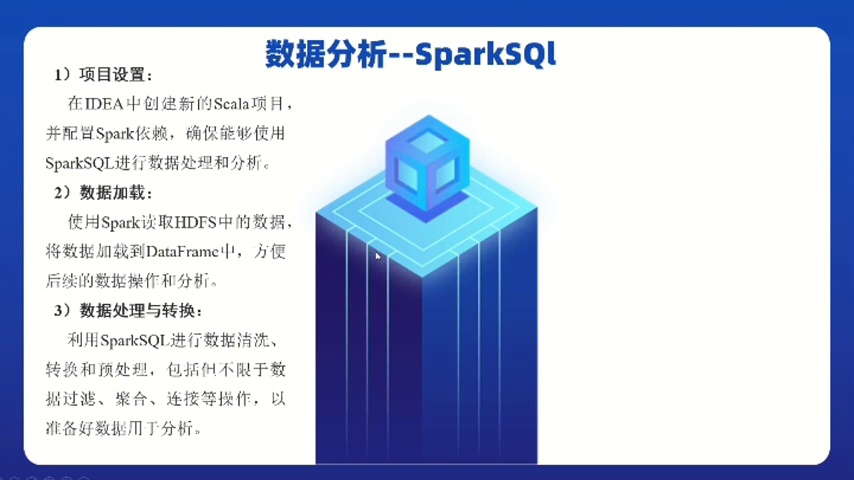 数据分析--SparkSQl
1）项目设置：
在IDEA中创建新的Scala项目，
并配置Spark依赖，确保能够使用
SparkSQL进行数据处理和分析。
2）数据加载：
使用Spark读取HDFS中的数据，
将数据加载到DataFrame中，方便
后续的数据操作和分析。
3）数据处理与转换：
利用SparkSQL进行数据清洗、
转换和预处理，包括但不限于数
据过滤、聚合、连接等操作，以
准备好数据用于分析。